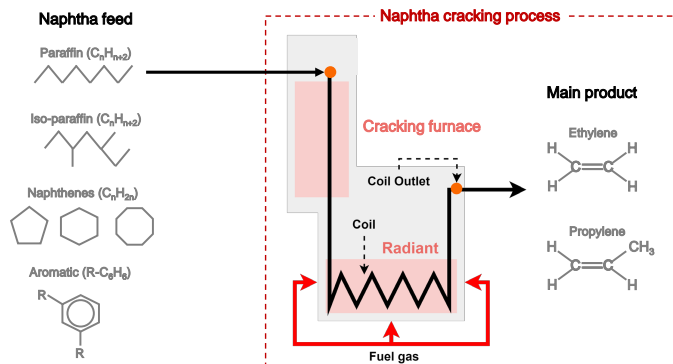 Naphtha feed
Paraffin (CnHn+2)
Iso-paraffin (CnHn+2)
Naphthenes (CnH2n)
Aromatic (R-C6H6)
R
R
Naphtha cracking process
Cracking furnace
Coil Outlet
Coil
Radiant
Fuel gas
Main product
Ethylene
H H
C C
H H
Propylene
H CH3
C C
H H